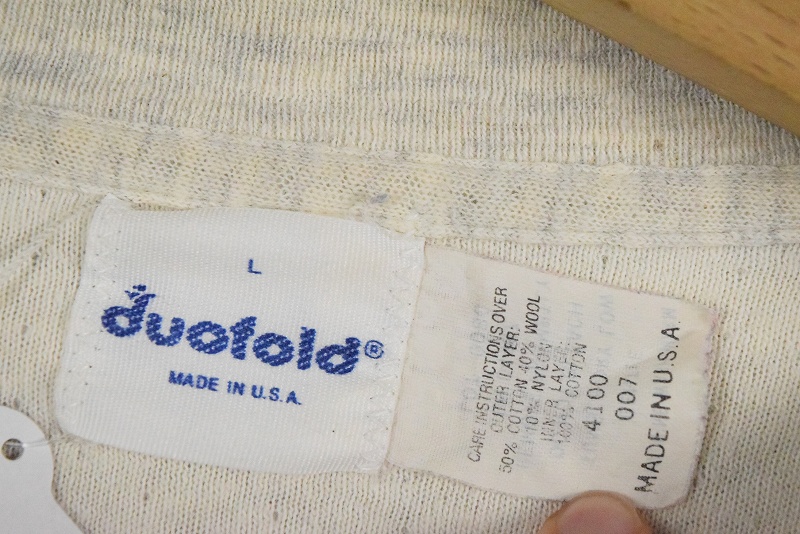 L
duofold®
MADE IN U.S.A.
CARE INSTRUCTIONS OVER
OUTER LAYER:
50% COTTON 40% WOOL
10% NYLON
INNER LAYER:
100% COTTON
4100
007
MADE IN U.S.A.